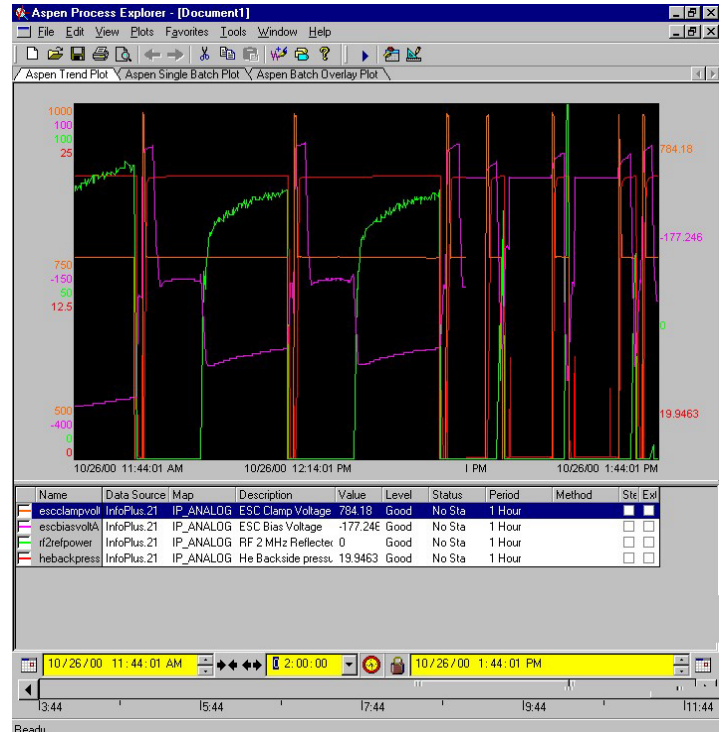 Aspen Process Explorer - [Document1]
File Edit View Plots Favorites Tools Window Help
Aspen Trend Plot Aspen Single Batch Plot Aspen Batch Overlay Plot
1000
100
100
25
784.18
-177.246
750
-150
50
12.5
0
500
-400
0
0
19.9463
10/26/00 11:44:01 AM 10/26/00 12:14:01 PM 1 PM 10/26/00 1:44:01 PM
Name Data Source Map Description Value Level Status Period Method Ste Ext
escclampvolt InfoPlus.21 IP_ANALOG ESC Clamp Voltage 784.18 Good No Sta 1 Hour
escbiasvoltA InfoPlus.21 IP_ANALOG ESC Bias Voltage -177.246 Good No Sta 1 Hour
rf2refpower InfoPlus.21 IP_ANALOG RF 2 MHz Reflected 0 Good No Sta 1 Hour
hebackpress InfoPlus.21 IP_ANALOG He Backside pressu 19.9463 Good No Sta 1 Hour
10/26/00 11:44:01 AM 0 2:00:00 10/26/00 1:44:01 PM
13:44 15:44 17:44 19:44 111:44
Ready